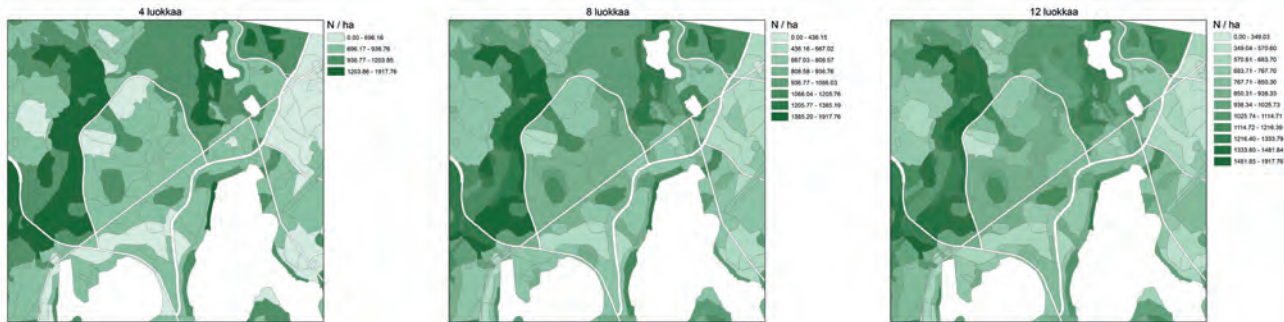 4 luokkaa
N / ha
0.00 - 696.16
696.17 - 936.76
936.77 - 1203.85
1203.86 - 1917.76
8 luokkaa
N / ha
0.00 - 436.15
436.16 - 667.02
667.03 - 808.57
808.58 - 936.76
936.77 - 1066.03
1066.04 - 1205.76
1205.77 - 1385.19
1385.20 - 1917.76
12 luokkaa
N / ha
0.00 - 349.03
349.04 - 570.60
570.61 - 683.70
683.71 - 767.70
767.71 - 850.30
850.31 - 936.33
936.34 - 1025.73
1025.74 - 1114.71
1114.72 - 1216.39
1216.40 - 1333.79
1333.80 - 1481.84
1481.85 - 1917.76